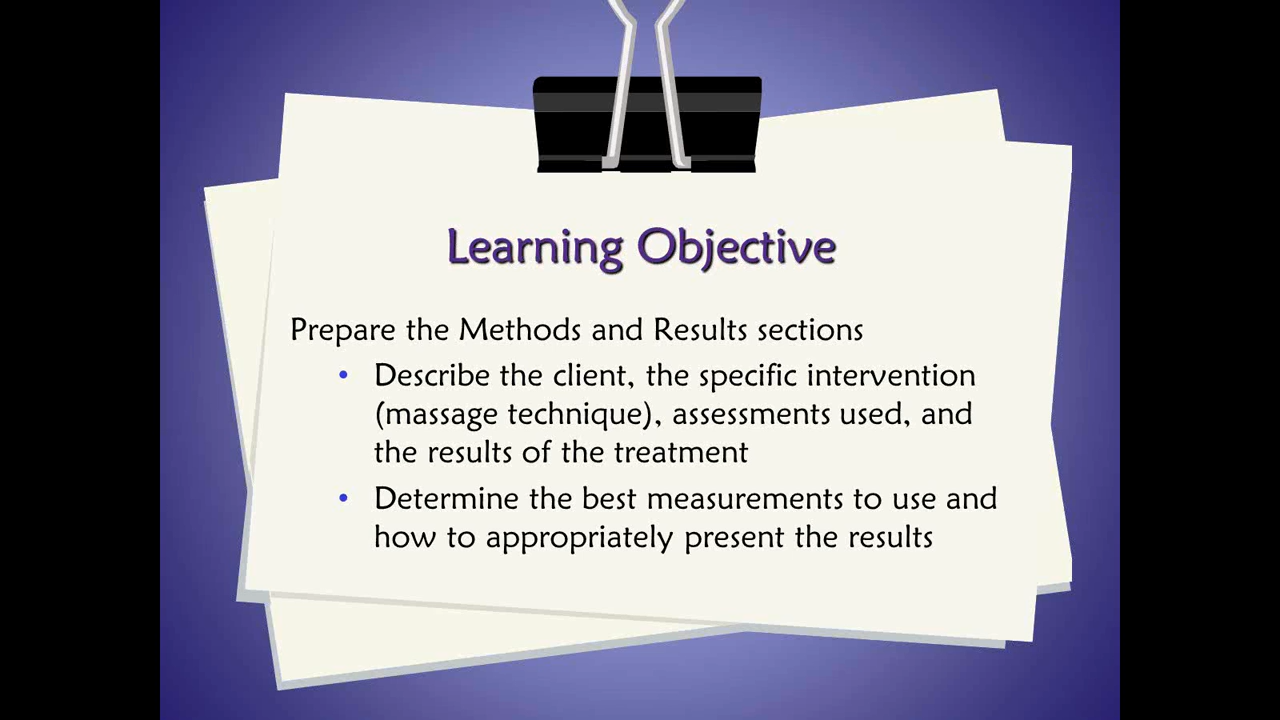 Learning Objective
Prepare the Methods and Results sections
• Describe the client, the specific intervention
(massage technique), assessments used, and
the results of the treatment
• Determine the best measurements to use and
how to appropriately present the results